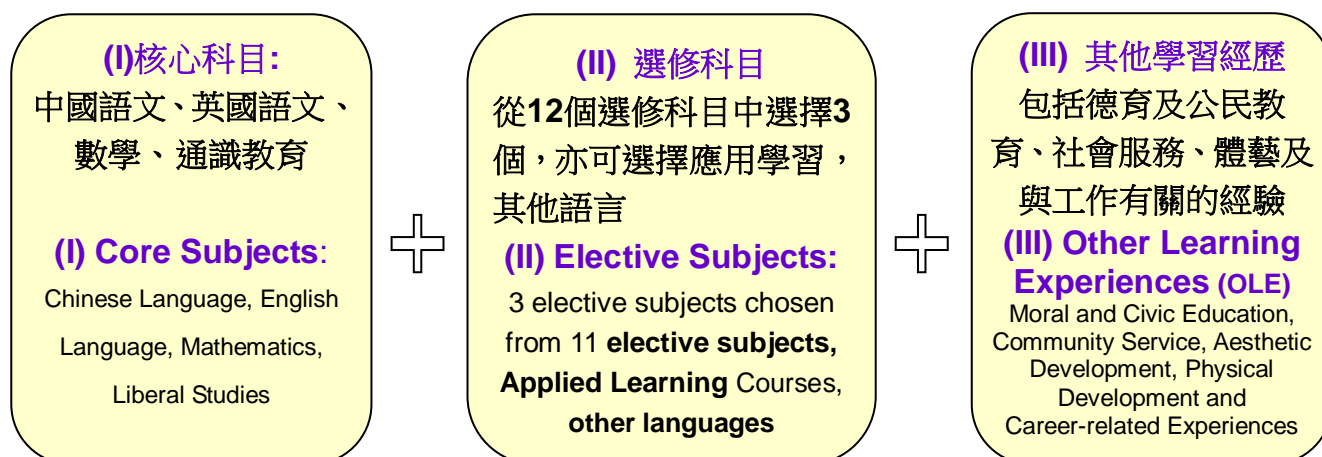 (I)核心科目:
中國語文、英國語文、
數學、通識教育
(I) Core Subjects:
Chinese Language, English
Language, Mathematics,
Liberal Studies
(II) 選修科目
從12個選修科目中選擇3
個，亦可選擇應用學習，
其他語言
(II) Elective Subjects:
3 elective subjects chosen
from 11 elective subjects,
Applied Learning Courses,
other languages
(III) 其他學習經歷
包括德育及公民教
育、社會服務、體藝及
與工作有關的經驗
(III) Other Learning
Experiences (OLE)
Moral and Civic Education,
Community Service, Aesthetic
Development, Physical
Development and
Career-related Experiences